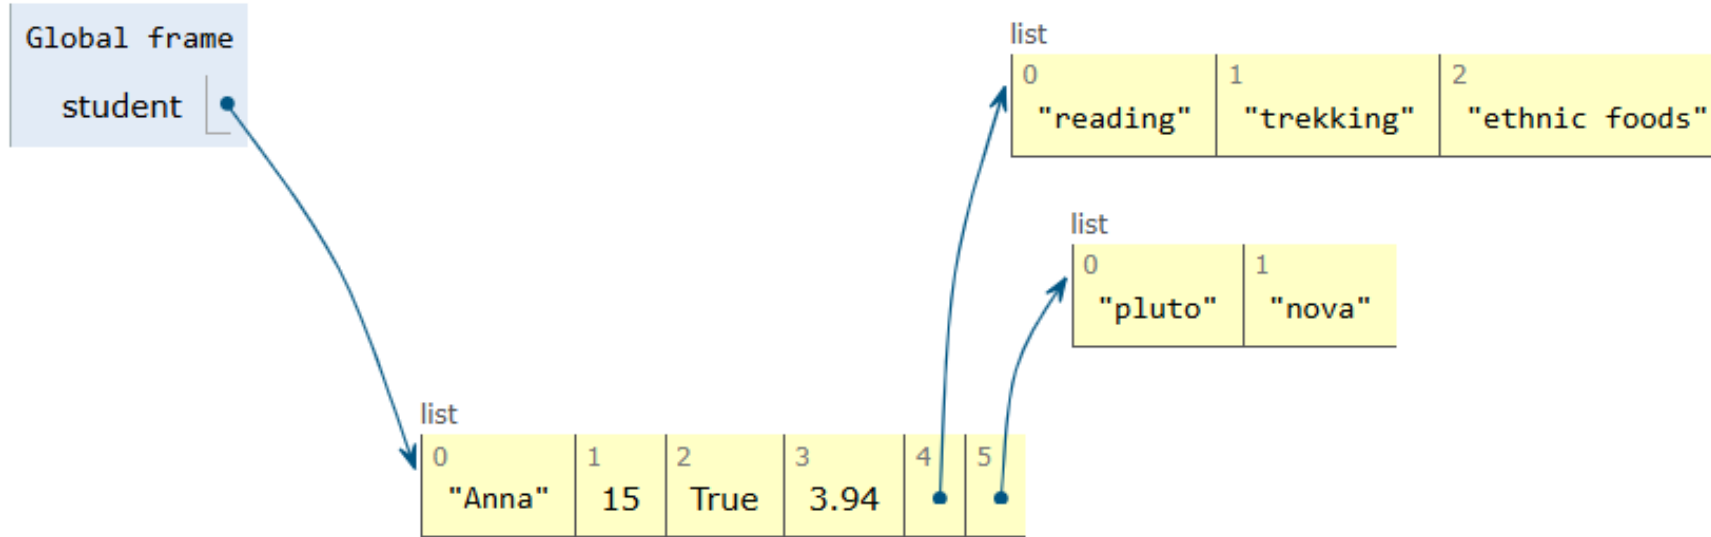 Global frame
student
list
0 1 2
"reading" "trekking" "ethnic foods"
list
0 1
"pluto" "nova"
list
0 1 2 3 4 5
"Anna" 15 True 3.94